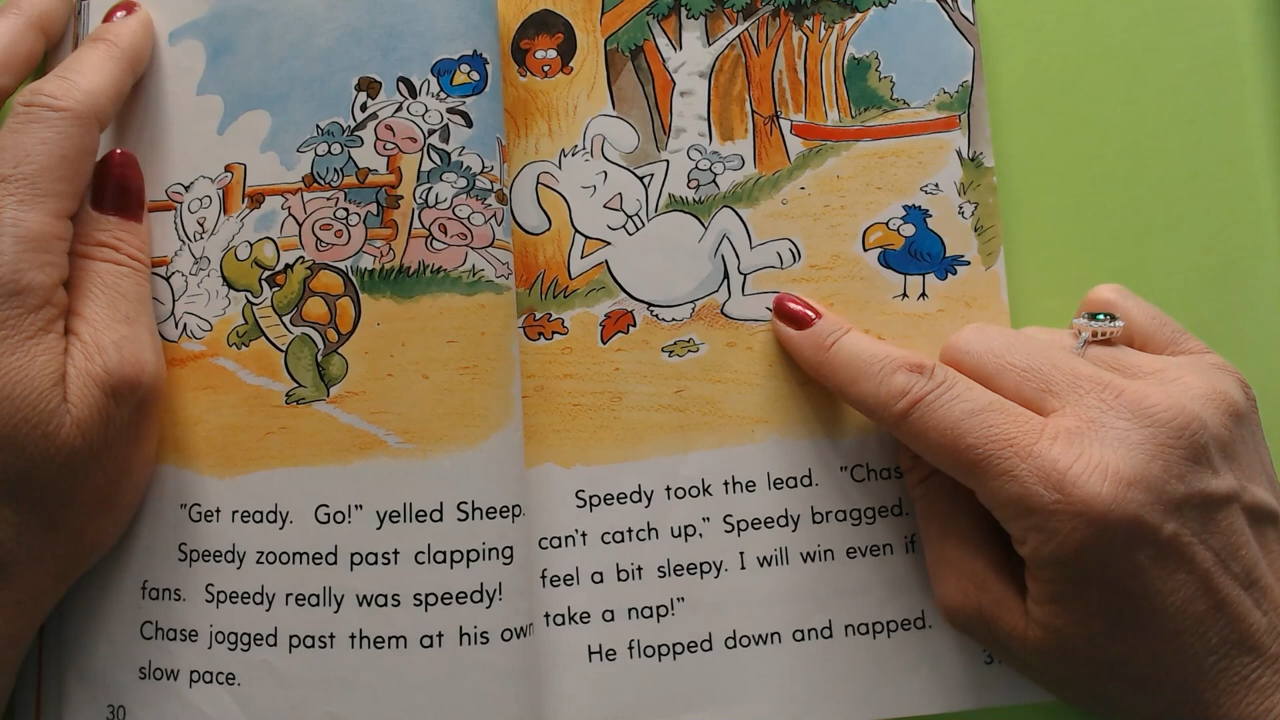 "Get ready. Go!" yelled Sheep.
Speedy zoomed past clapping
fans. Speedy really was speedy!
Chase jogged past them at his own
slow pace.
30
Speedy took the lead. "Chas
can't catch up," Speedy bragged.
feel a bit sleepy. I will win even if
take a nap!"
He flopped down and napped.